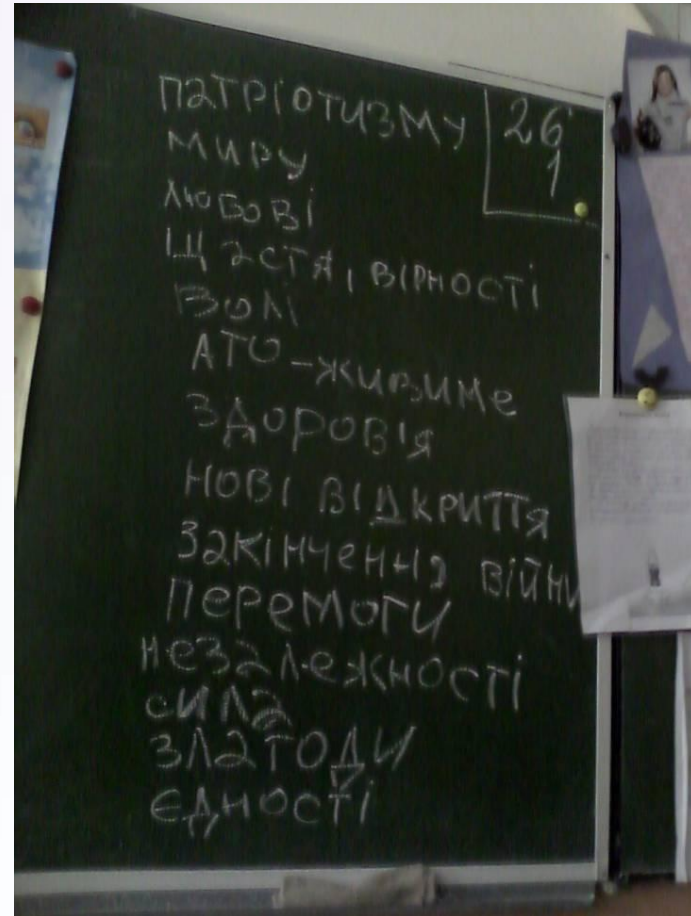 патріотизму
26
1
миру
любові
щастя, вірності
волі
АТО – живиме
здоров'я
нові відкриття
закінчення війни
перемоги
незалежності
сила
злагоди
єдності